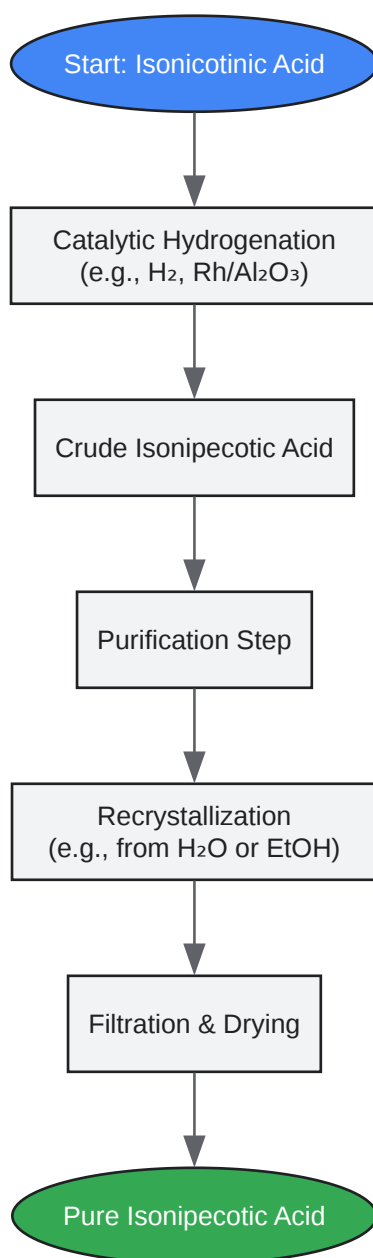 Start: Isonicotinic Acid
Catalytic Hydrogenation
(e.g., H₂, Rh/Al₂O₃)
Crude Isonipecotic Acid
Purification Step
Recrystallization
(e.g., from H₂O or EtOH)
Filtration & Drying
Pure Isonipecotic Acid